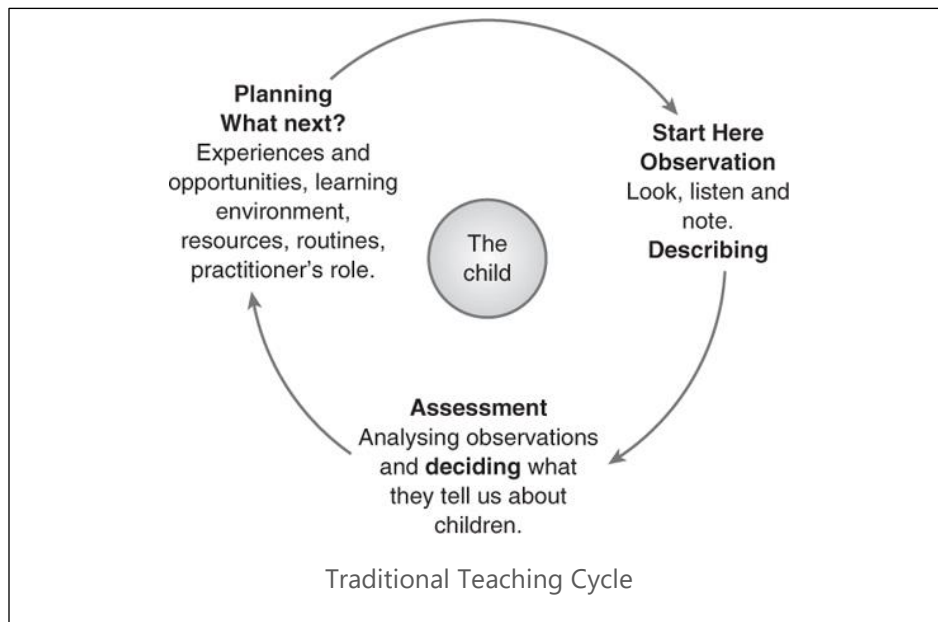 Planning
What next?
Experiences and
opportunities, learning
environment,
resources, routines,
practitioner's role.
Start Here
Observation
Look, listen and
note.
Describing
The
child
Assessment
Analysing observations
and deciding what
they tell us about
children.
Traditional Teaching Cycle